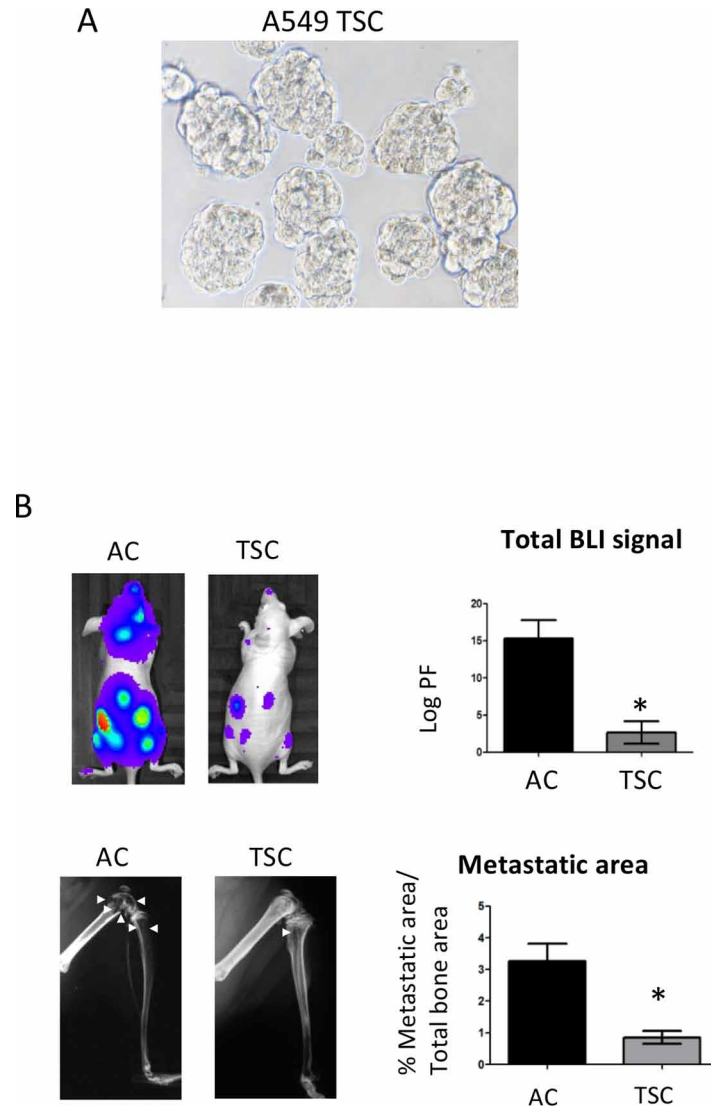 A
A549 TSC
B
AC
TSC
Total BLI signal
Log PF
20
15
10
5
0
*
AC
TSC
AC
TSC
Metastatic area
% Metastatic area/
Total bone area
5
4
3
2
1
0
*
AC
TSC